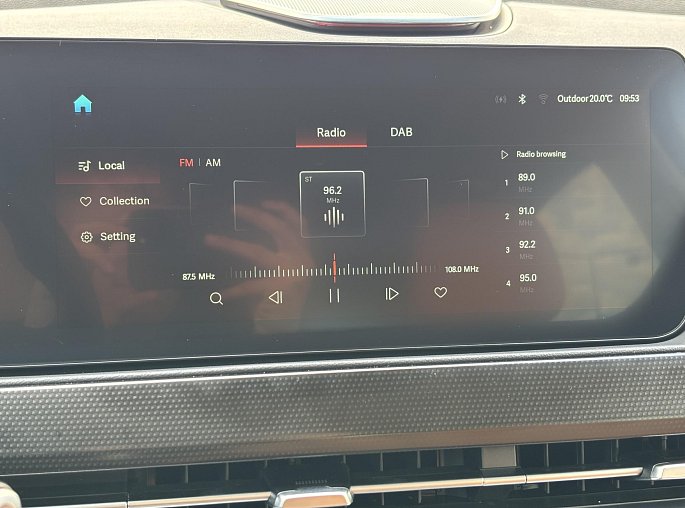 Outdoor20.0°C 09:53
Radio DAB
Local
Collection
Setting
FM | AM
ST
96.2
MHz
87.5 MHz
108.0 MHz
Radio browsing
1 89.0
MHz
2 91.0
MHz
3 92.2
MHz
4 95.0
MHz